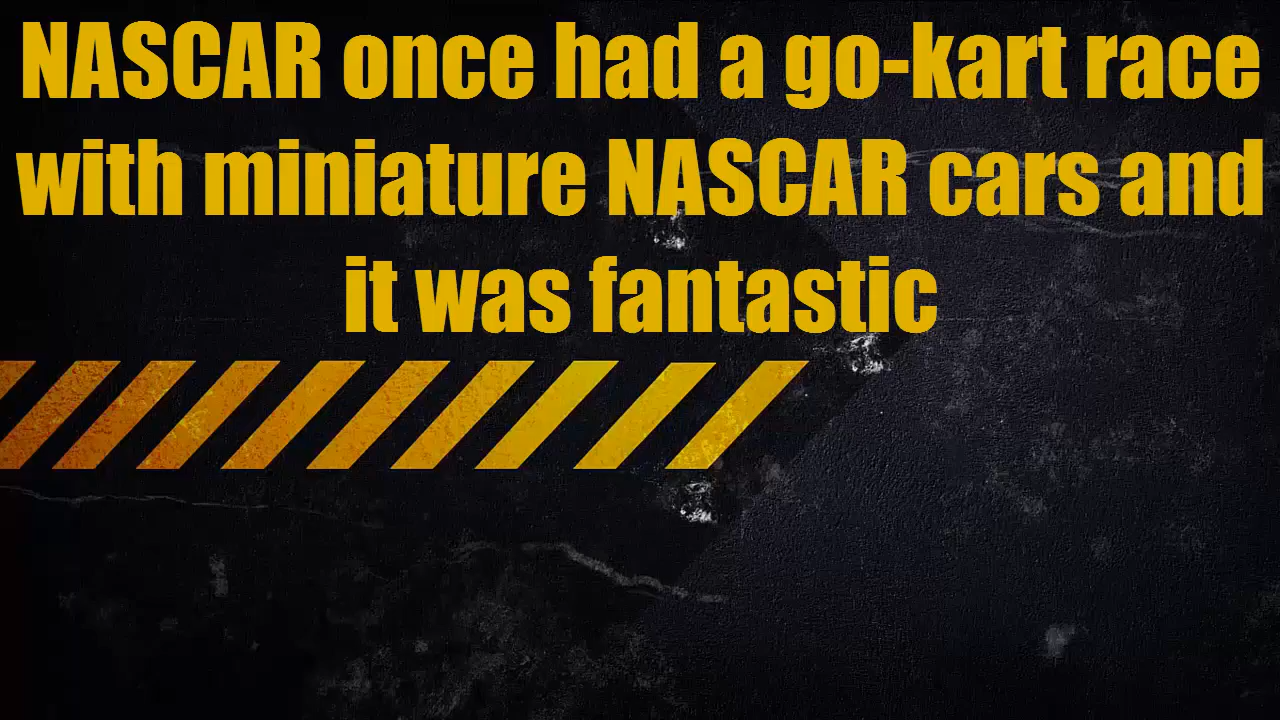 NASCAR once had a go-kart race
with miniature NASCAR cars and
it was fantastic